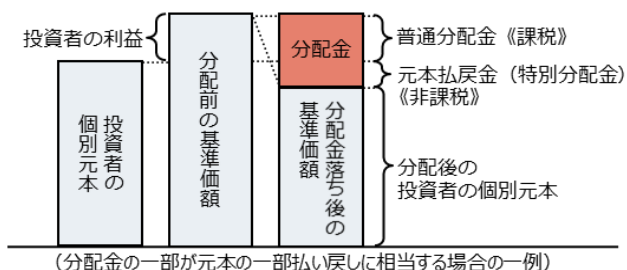 投資者の利益
投資者の
個別元本
分配前の基準価額
分配金
分配金落ち後の
基準価額
普通分配金《課税》
元本払戻金（特別分配金）
《非課税》
分配後の
投資者の個別元本
（分配金の一部が元本の一部払い戻しに相当する場合の一例）